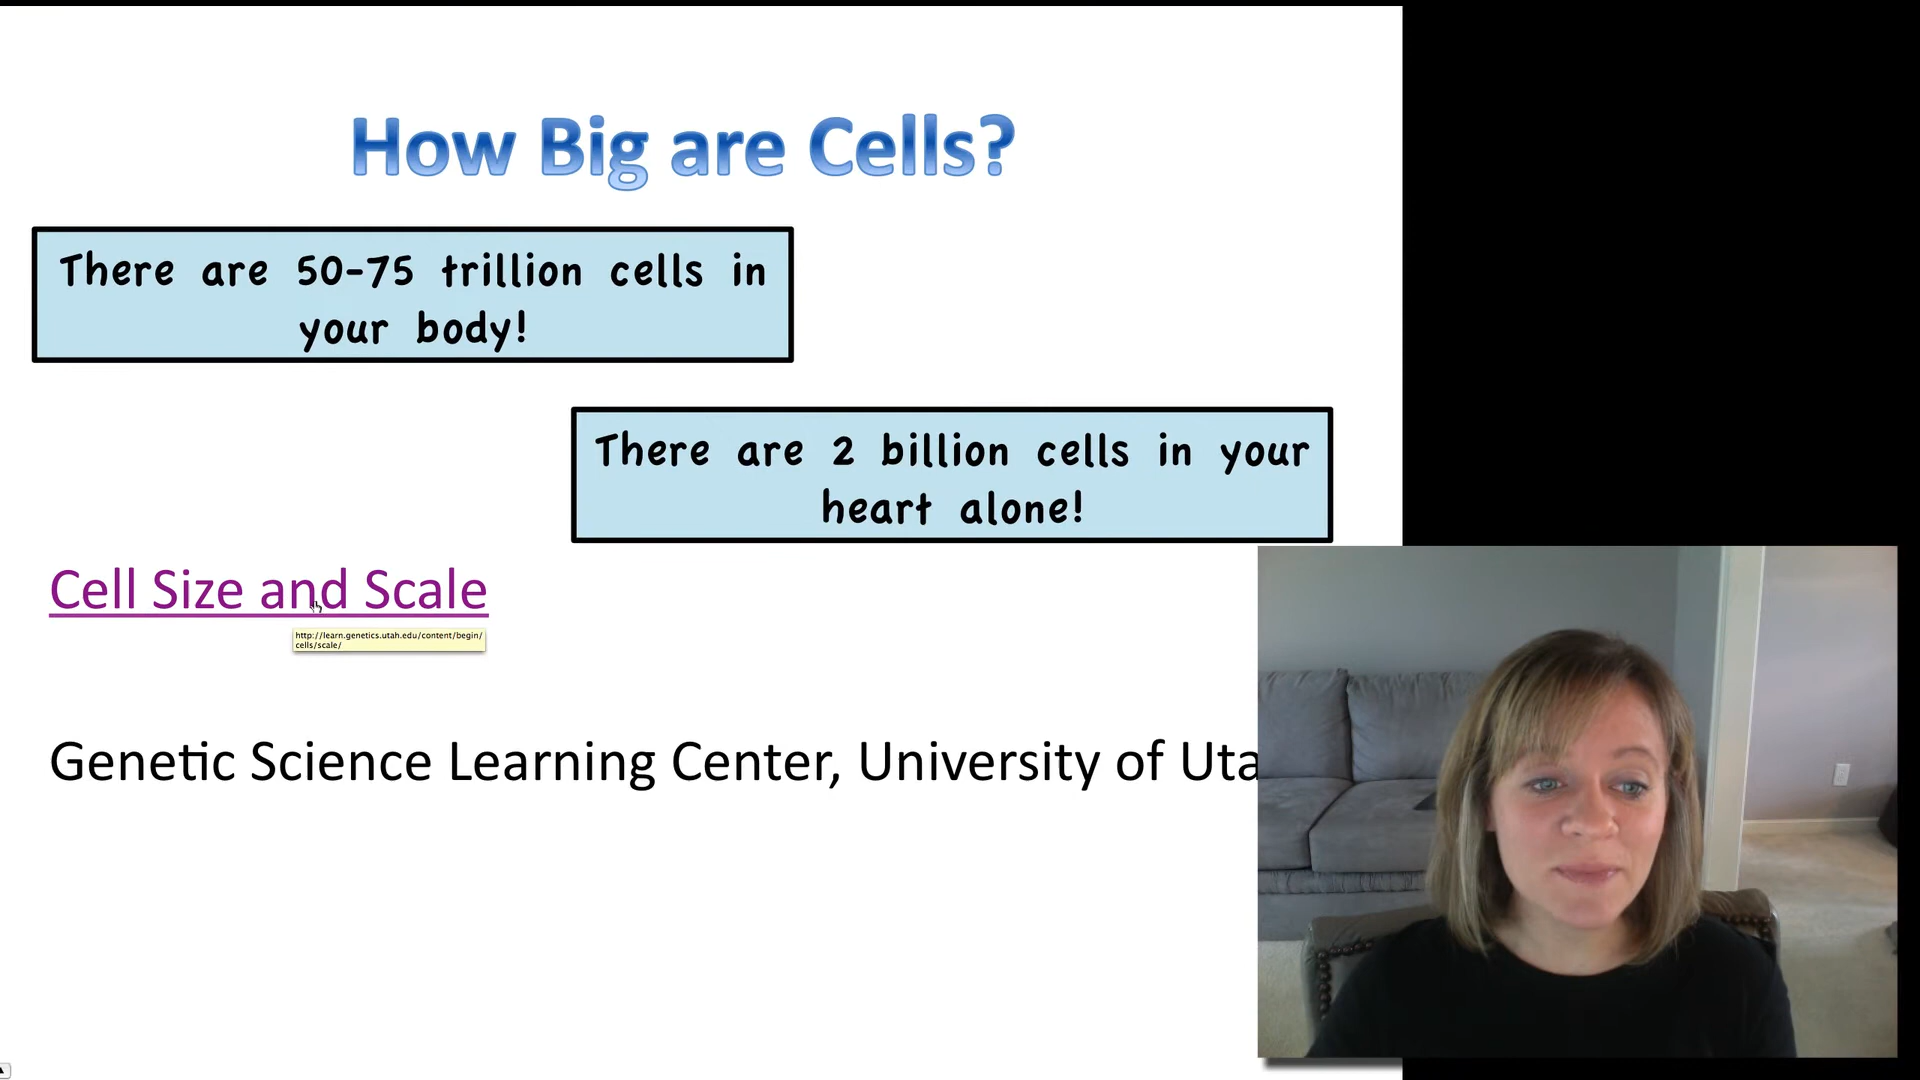 How Big are Cells?
There are 50-75 trillion cells in
your body!
There are 2 billion cells in your
heart alone!
Cell Size and Scale
http://learn.genetics.utah.edu/content/begin/
cells/scale/
Genetic Science Learning Center, University of Uta